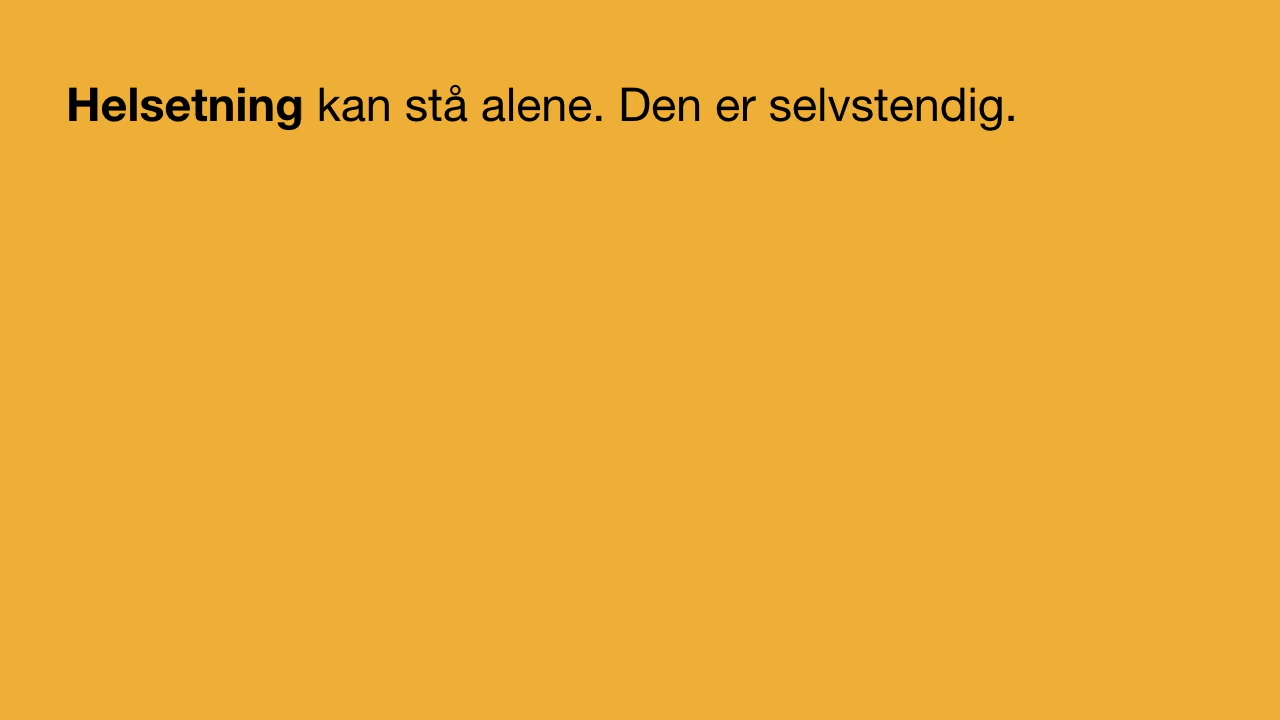 Helsetning kan stå alene. Den er selvstendig.